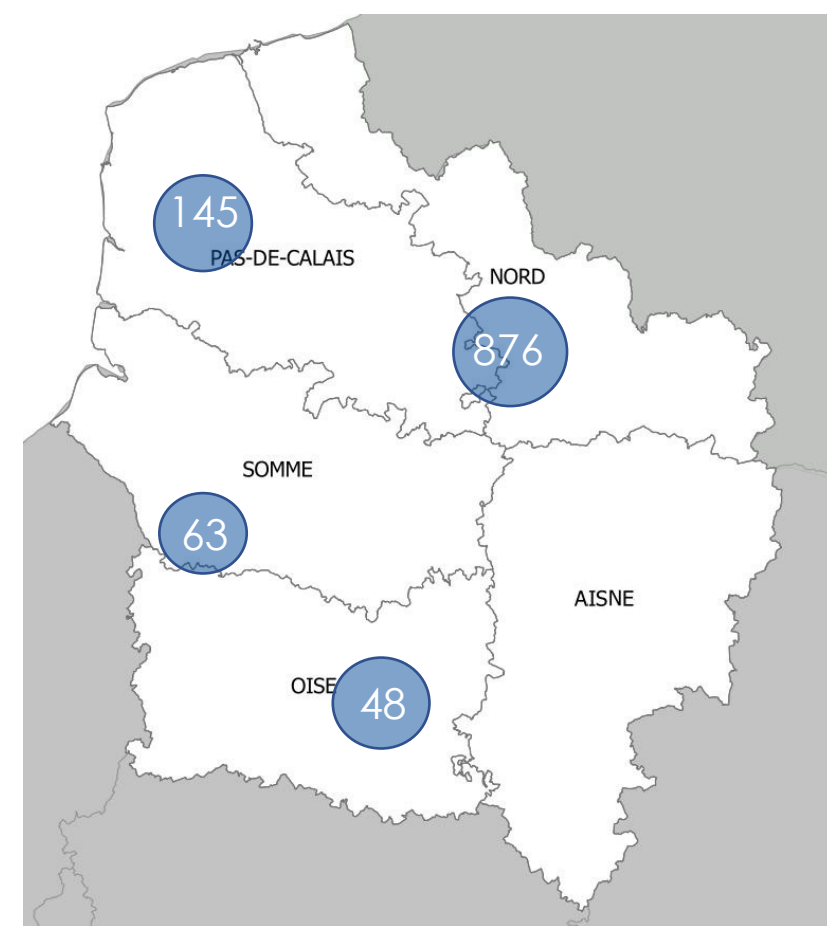 145
PAS-DE-CALAIS
NORD
876
SOMME
63
AISNE
OISE
48